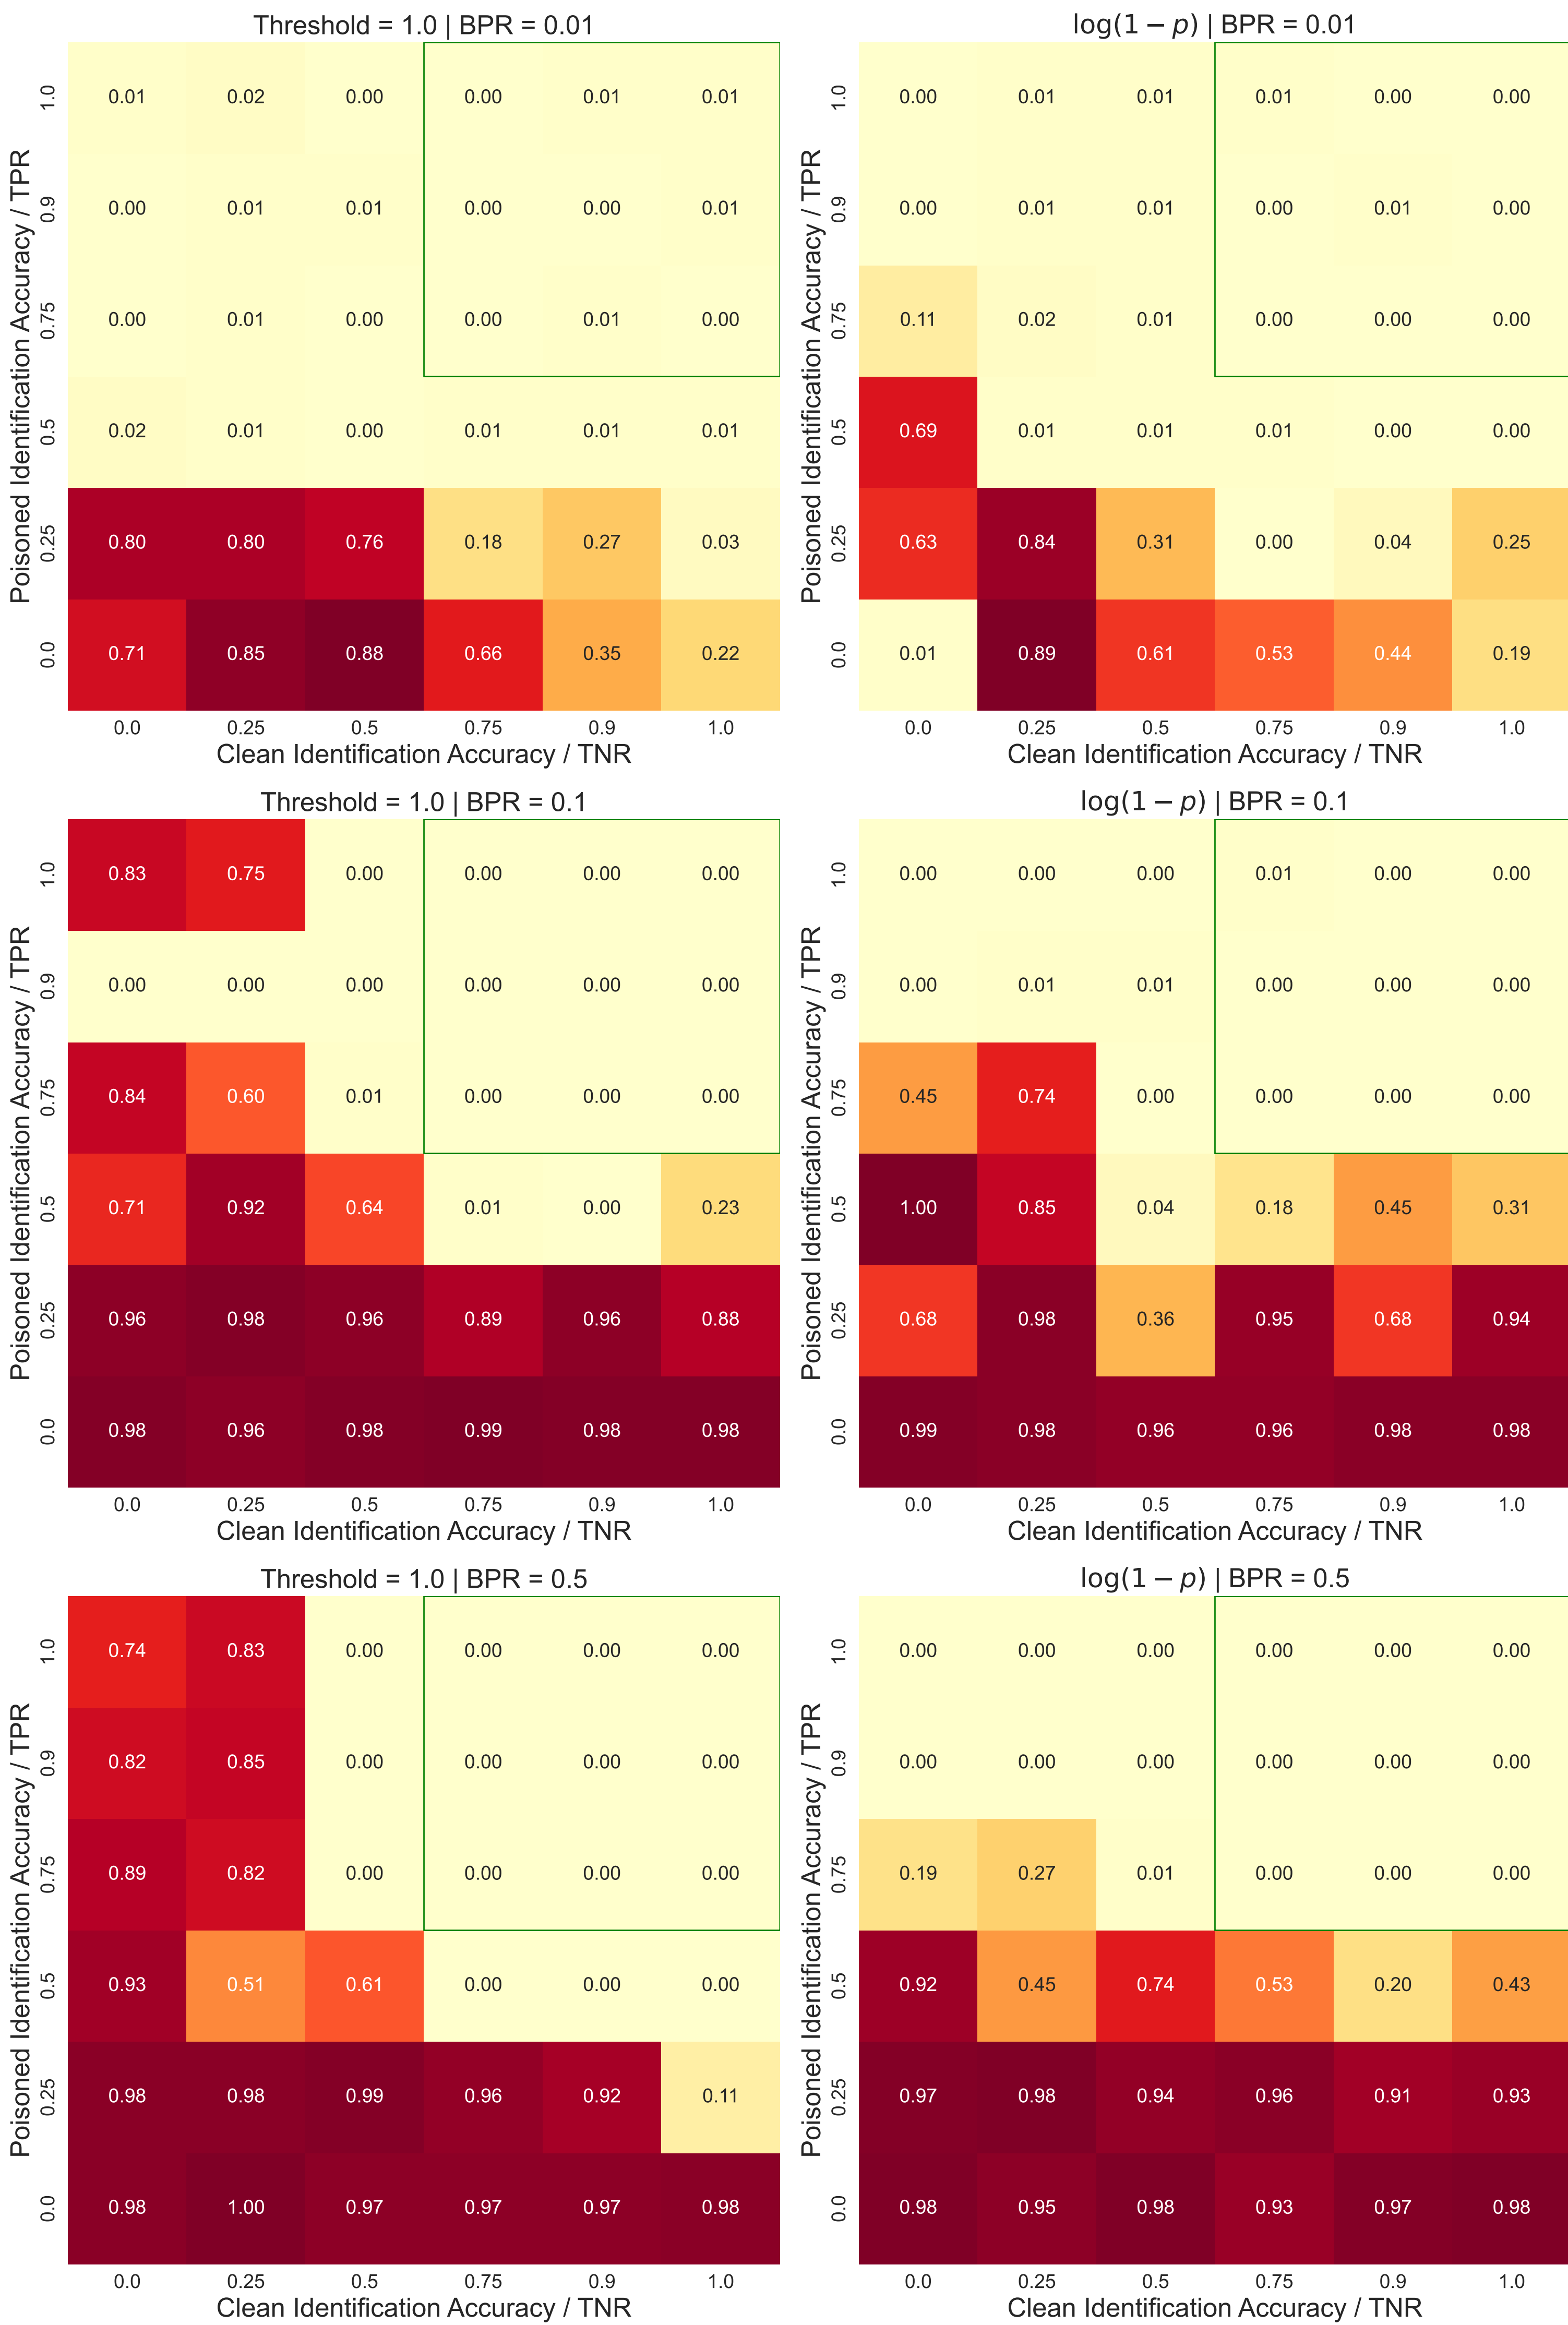 Threshold = 1.0 | BPR = 0.01
Poisoned Identification Accuracy / TPR
1.0 0.01 0.02 0.00 0.00 0.01 0.01
0.9 0.00 0.01 0.01 0.00 0.00 0.01
0.75 0.00 0.01 0.00 0.00 0.01 0.00
0.5 0.02 0.01 0.00 0.01 0.01 0.01
0.25 0.80 0.80 0.76 0.18 0.27 0.03
0.0 0.71 0.85 0.88 0.66 0.35 0.22
0.0 0.25 0.5 0.75 0.9 1.0
Clean Identification Accuracy / TNR
log(1 − p) | BPR = 0.01
Poisoned Identification Accuracy / TPR
1.0 0.00 0.01 0.01 0.01 0.00 0.00
0.9 0.00 0.01 0.01 0.00 0.01 0.00
0.75 0.11 0.02 0.01 0.00 0.00 0.00
0.5 0.69 0.01 0.01 0.01 0.00 0.00
0.25 0.63 0.84 0.31 0.00 0.04 0.25
0.0 0.01 0.89 0.61 0.53 0.44 0.19
0.0 0.25 0.5 0.75 0.9 1.0
Clean Identification Accuracy / TNR
Threshold = 1.0 | BPR = 0.1
Poisoned Identification Accuracy / TPR
1.0 0.83 0.75 0.00 0.00 0.00 0.00
0.9 0.00 0.00 0.00 0.00 0.00 0.00
0.75 0.84 0.60 0.01 0.00 0.00 0.00
0.5 0.71 0.92 0.64 0.01 0.00 0.23
0.25 0.96 0.98 0.96 0.89 0.96 0.88
0.0 0.98 0.96 0.98 0.99 0.98 0.98
0.0 0.25 0.5 0.75 0.9 1.0
Clean Identification Accuracy / TNR
log(1 − p) | BPR = 0.1
Poisoned Identification Accuracy / TPR
1.0 0.00 0.00 0.00 0.01 0.00 0.00
0.9 0.00 0.01 0.01 0.00 0.00 0.00
0.75 0.45 0.74 0.00 0.00 0.00 0.00
0.5 1.00 0.85 0.04 0.18 0.45 0.31
0.25 0.68 0.98 0.36 0.95 0.68 0.94
0.0 0.99 0.98 0.96 0.96 0.98 0.98
0.0 0.25 0.5 0.75 0.9 1.0
Clean Identification Accuracy / TNR
Threshold = 1.0 | BPR = 0.5
Poisoned Identification Accuracy / TPR
1.0 0.74 0.83 0.00 0.00 0.00 0.00
0.9 0.82 0.85 0.00 0.00 0.00 0.00
0.75 0.89 0.82 0.00 0.00 0.00 0.00
0.5 0.93 0.51 0.61 0.00 0.00 0.00
0.25 0.98 0.98 0.99 0.96 0.92 0.11
0.0 0.98 1.00 0.97 0.97 0.97 0.98
0.0 0.25 0.5 0.75 0.9 1.0
Clean Identification Accuracy / TNR
log(1 − p) | BPR = 0.5
Poisoned Identification Accuracy / TPR
1.0 0.00 0.00 0.00 0.00 0.00 0.00
0.9 0.00 0.00 0.00 0.00 0.00 0.00
0.75 0.19 0.27 0.01 0.00 0.00 0.00
0.5 0.92 0.45 0.74 0.53 0.20 0.43
0.25 0.97 0.98 0.94 0.96 0.91 0.93
0.0 0.98 0.95 0.98 0.93 0.97 0.98
0.0 0.25 0.5 0.75 0.9 1.0
Clean Identification Accuracy / TNR